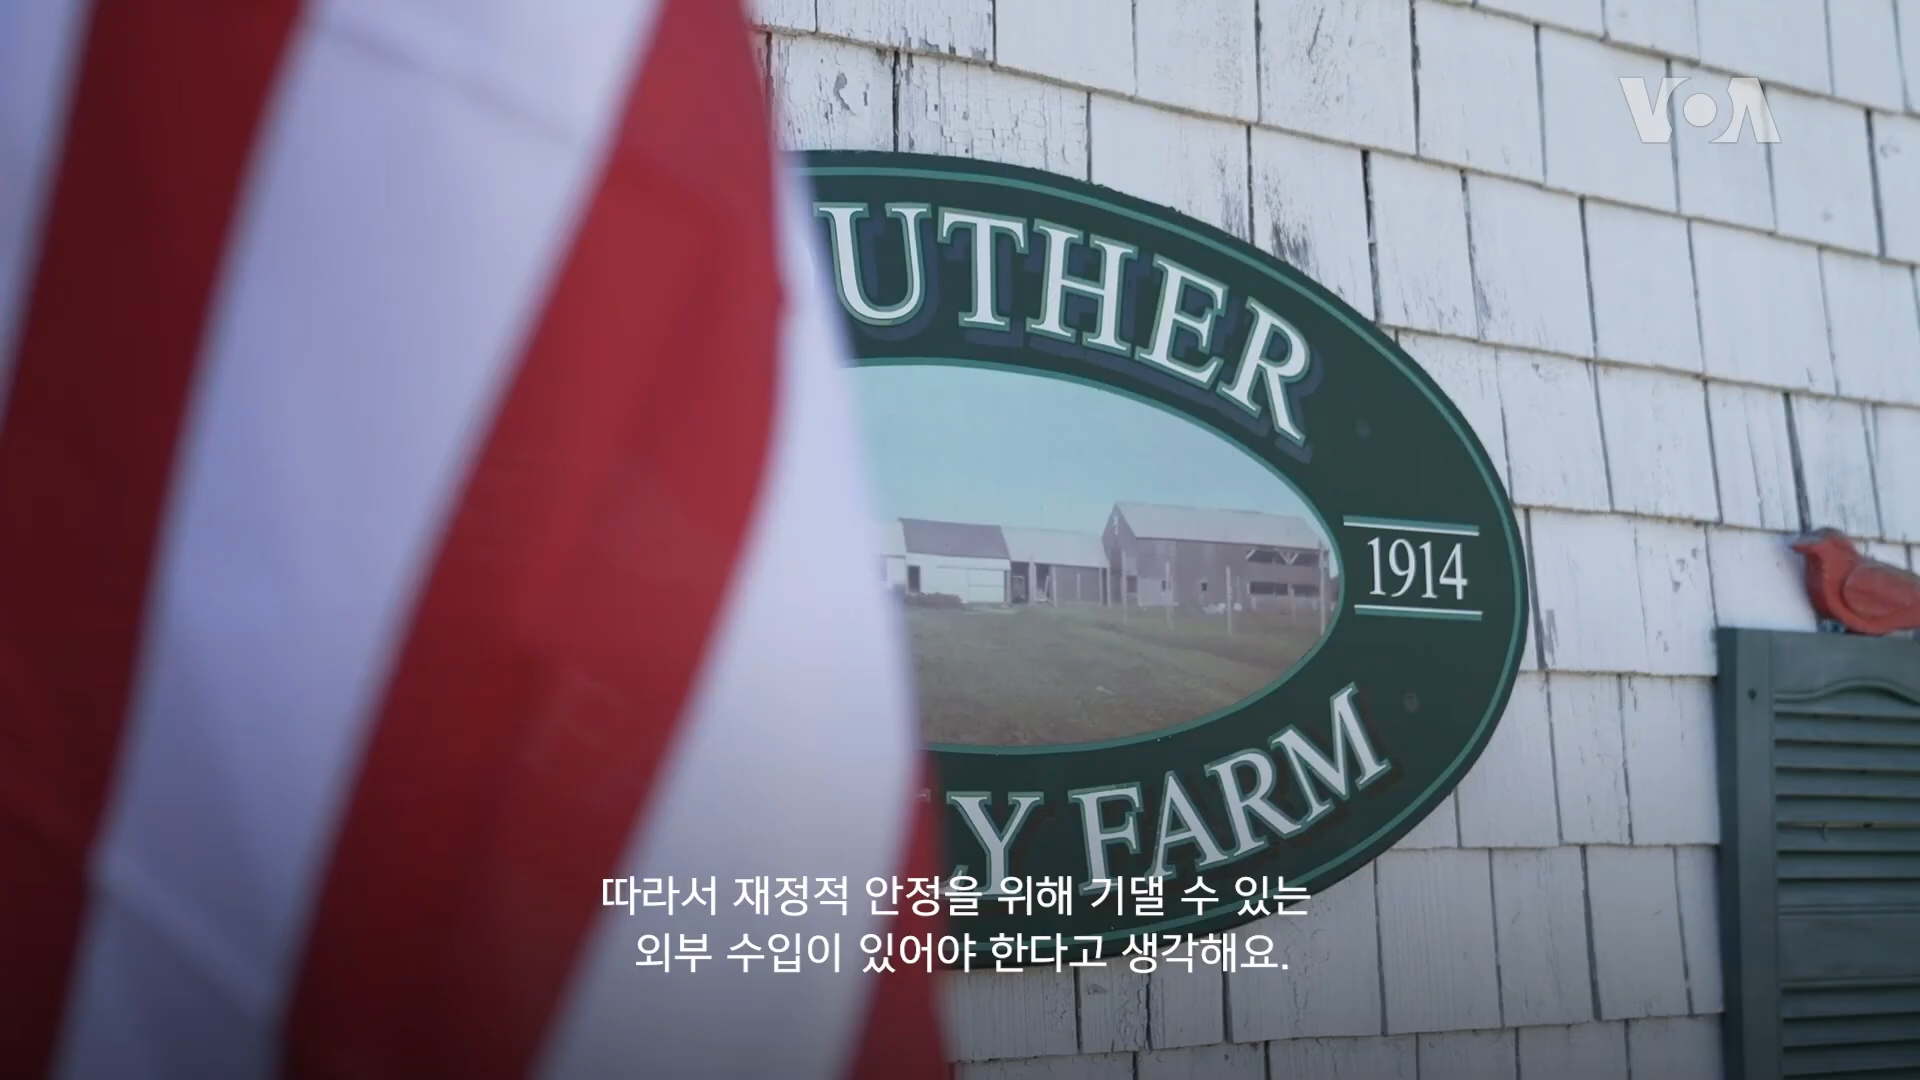 VOA
UTHER
1914
LY FARM
따라서 재정적 안정을 위해 기댈 수 있는
외부 수입이 있어야 한다고 생각해요.